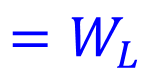 = W_L